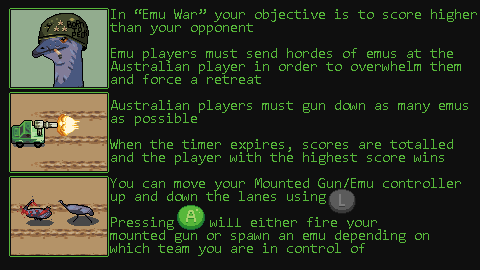 In “Emu War” your objective is to score higher
than your opponent
Emu players must send hordes of emus at the
Australian player in order to overwhelm them
and force a retreat
Australian players must gun down as many emus
as possible
When the timer expires, scores are totalled
and the player with the highest score wins
You can move your Mounted Gun/Emu controller
up and down the lanes using L
Pressing A will either fire your
mounted gun or spawn an emu depending on
which team you are in control of